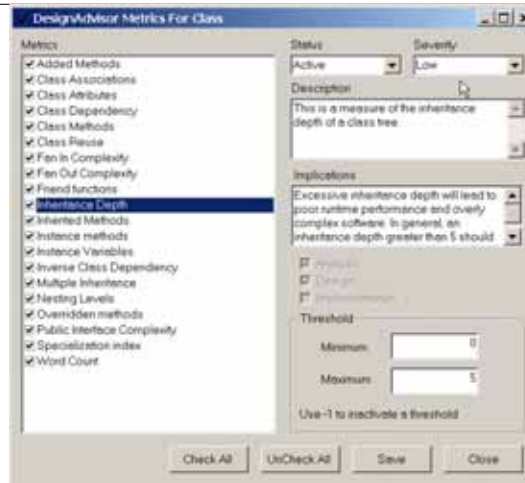 DesignAdvisor Metrics For Class
Metrics
Added Methods
Class Associations
Class Attributes
Class Dependency
Class Methods
Class Reuse
Fan In Complexity
Fan Out Complexity
Friend functions
Inheritance Depth
Inherited Methods
Instance methods
Instance Variables
Inverse Class Dependency
Multiple Inheritance
Nesting Levels
Overridden methods
Public Interface Complexity
Specialization index
Word Count
Status
Severity
Active
Low
Description
This is a measure of the inheritance
depth of a class tree.
Implications
Excessive inheritance depth will lead to
poor runtime performance and overly
complex software. In general, an
inheritance depth greater than 5 should
Analysis
Design
Implementation
Threshold
Minimum
0
Maximum
5
Use -1 to inactivate a threshold
Check All
UnCheck All
Save
Close